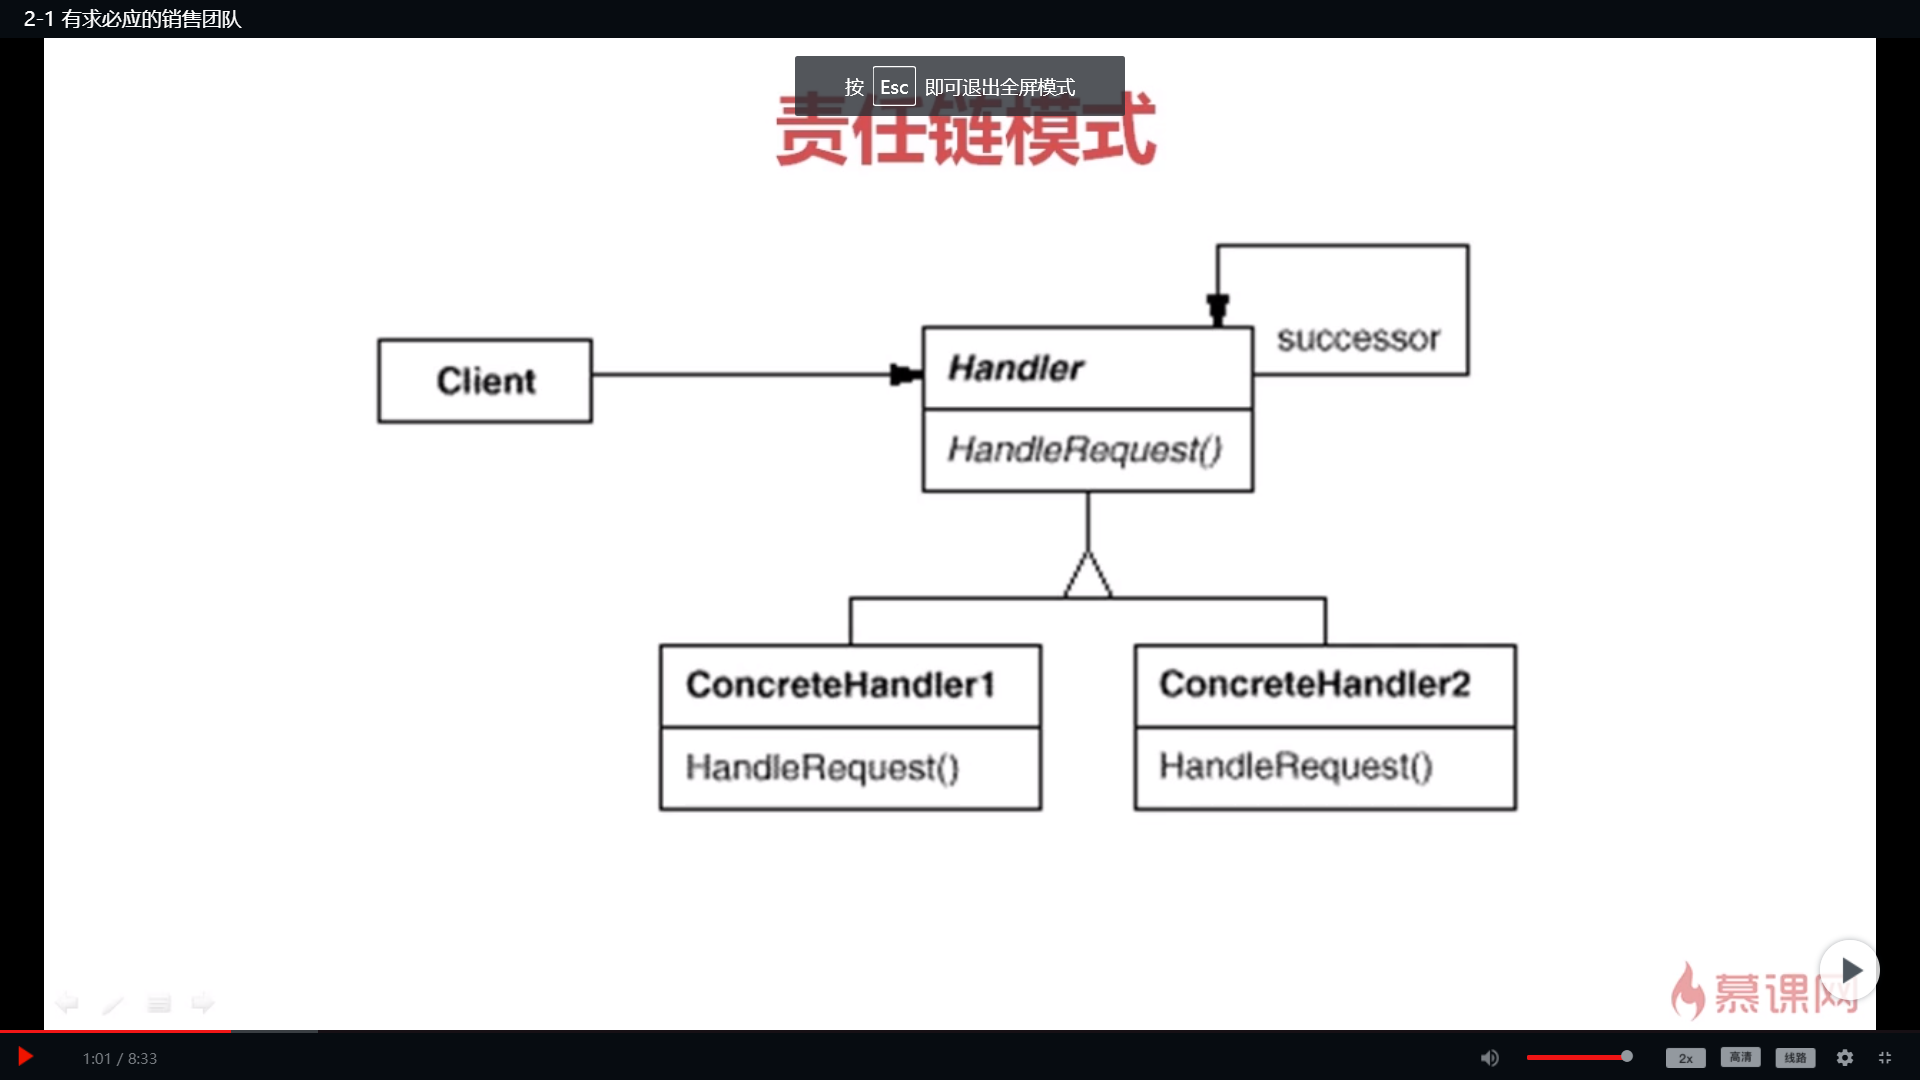 2-1 有求必应的销售团队
按 Esc 即可退出全屏模式
责任链模式
successor
Client
Handler
HandleRequest()
ConcreteHandler1
ConcreteHandler2
HandleRequest()
HandleRequest()
慕课网
1:01 / 8:33
2x
高清
线路